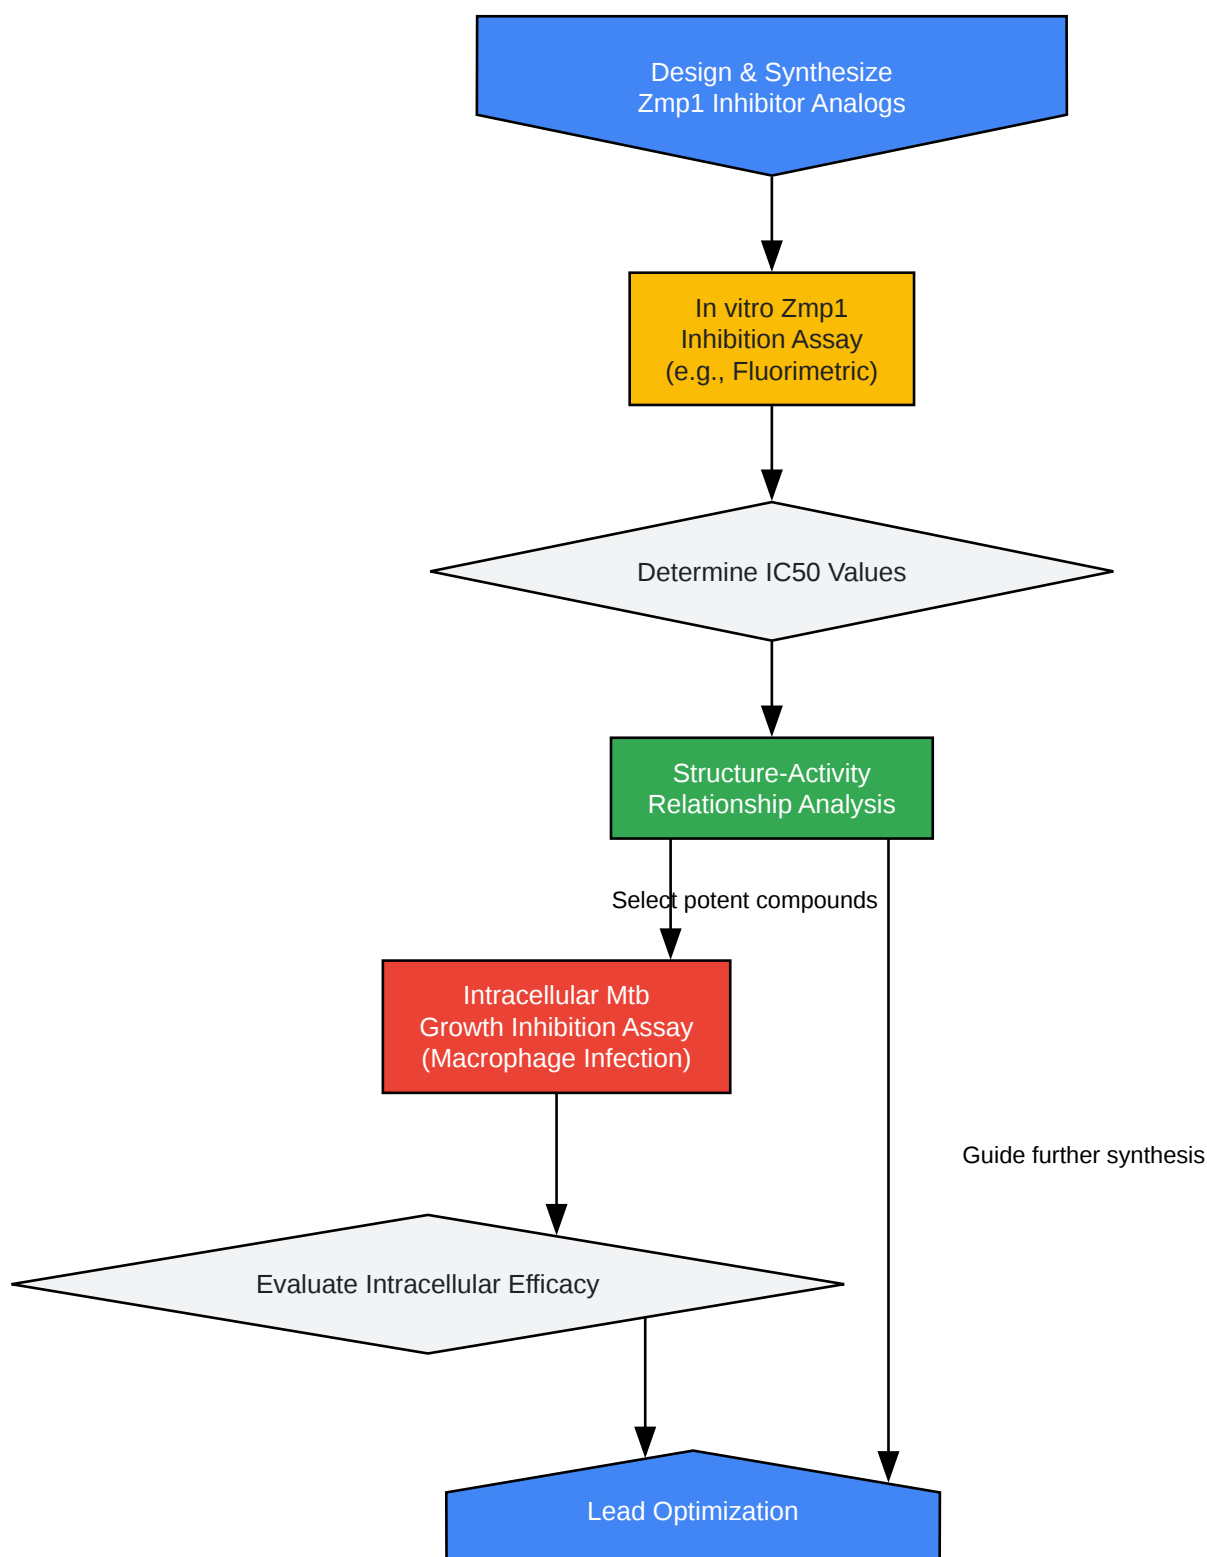 Design & Synthesize
Zmp1 Inhibitor Analogs
In vitro Zmp1
Inhibition Assay
(e.g., Fluorimetric)
Determine IC50 Values
Structure-Activity
Relationship Analysis
Select potent compounds
Intracellular Mtb
Growth Inhibition Assay
(Macrophage Infection)
Guide further synthesis
Evaluate Intracellular Efficacy
Lead Optimization